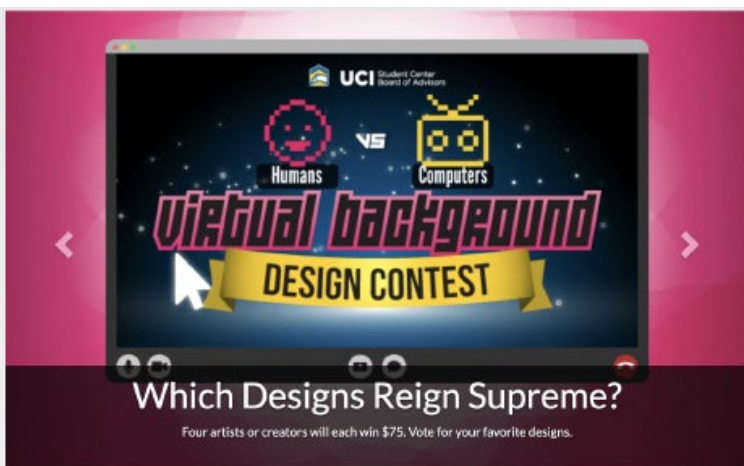 UCI Student Center
Board of Advisors
VS
Humans
Computers
virtual background
DESIGN CONTEST
Which Designs Reign Supreme?
Four artists or creators will each win $75. Vote for your favorite designs.